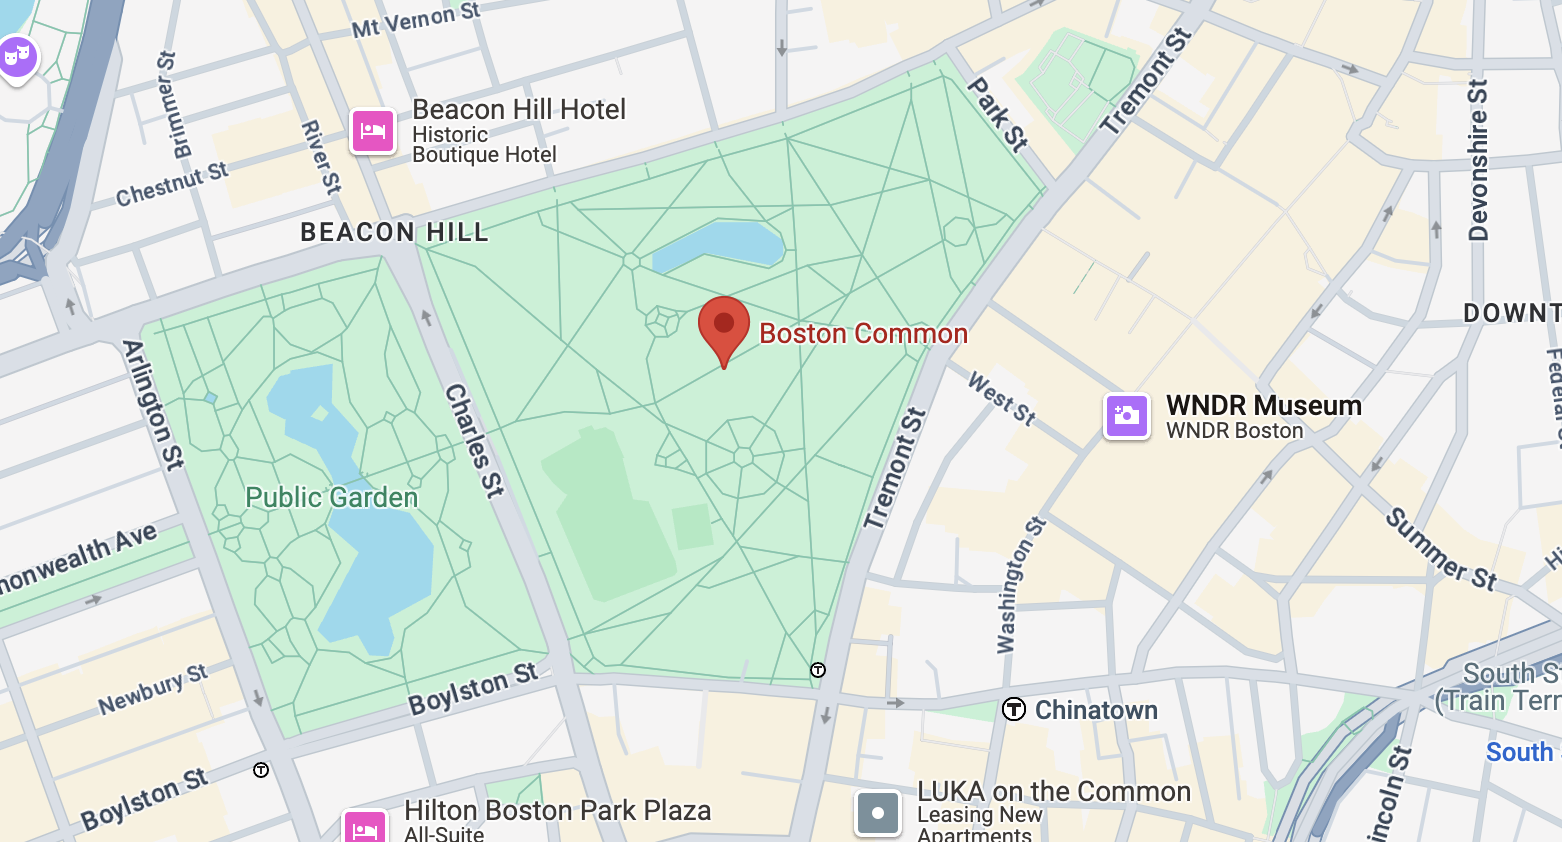 Mt Vernon St
Brimmer St
River St
Chestnut St
Beacon Hill Hotel
Historic
Boutique Hotel
BEACON HILL
Park St
Tremont St
Devonshire St
DOWNT
Federal S
Boston Common
West St
WNDR Museum
WNDR Boston
Arlington St
Charles St
Public Garden
Tremont St
Washington St
Summer St
nonwealth Ave
Newbury St
Boylston St
Boylston St
T
T
T Chinatown
South S
(Train Terr
South
incoln St
Hilton Boston Park Plaza
All-Suite
LUKA on the Common
Leasing New
Apartments